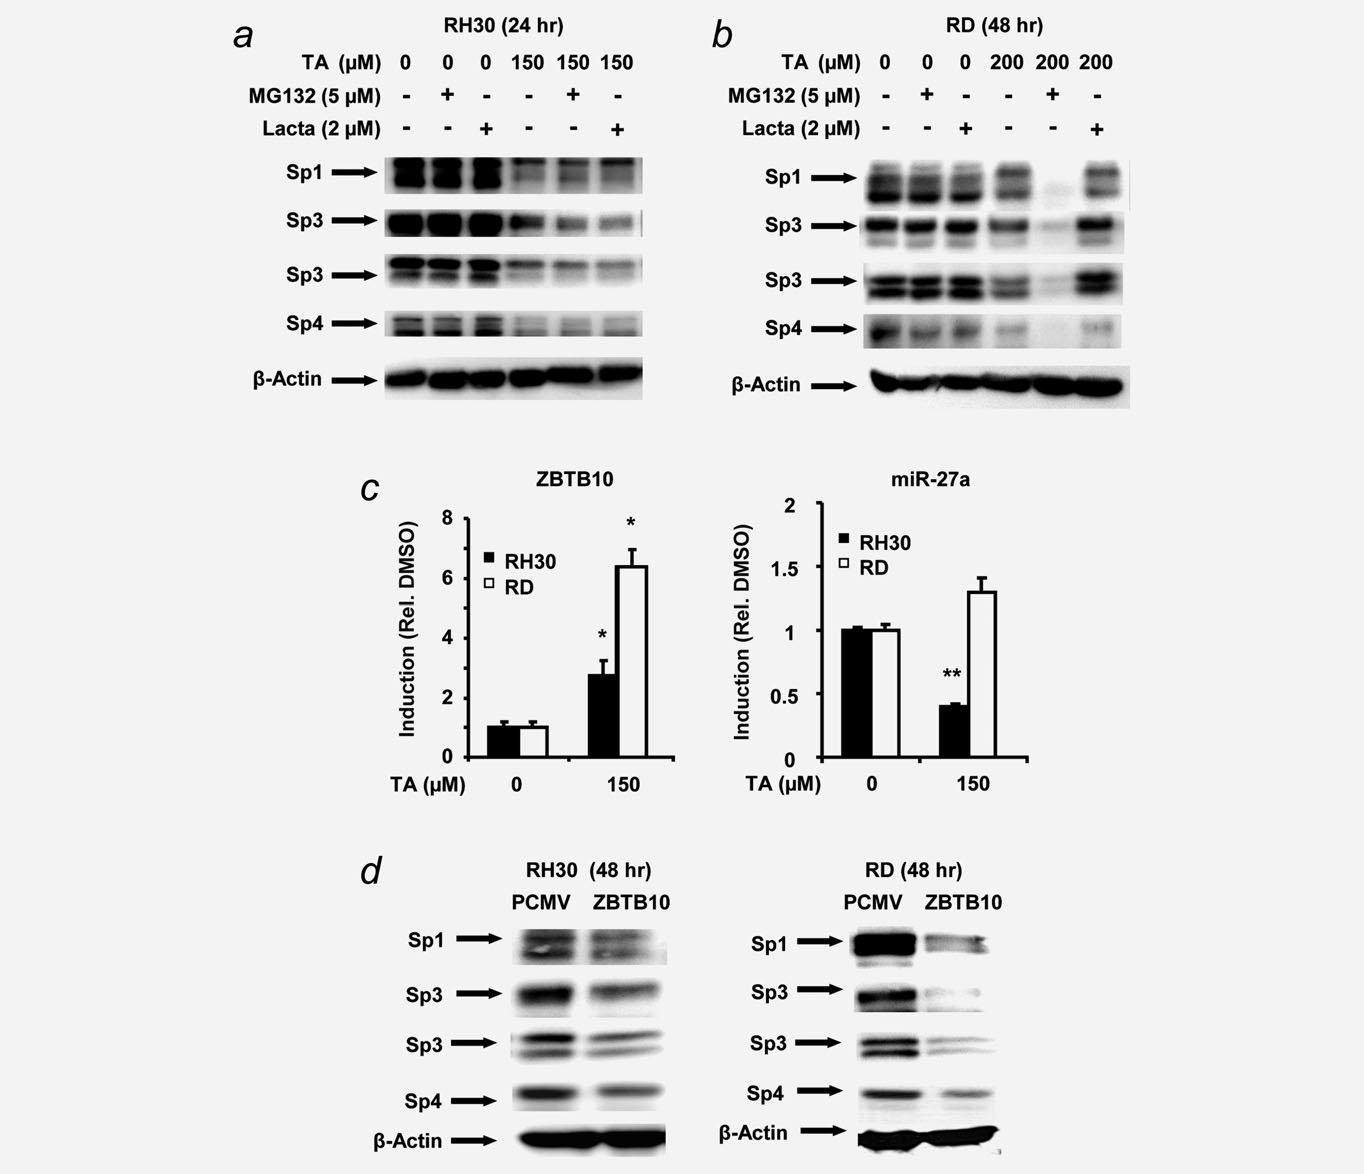 a
RH30 (24 hr)
TA (µM) 0 0 0 150 150 150
MG132 (5 µM) - + - - + -
Lacta (2 µM) - - + - - +
Sp1
Sp3
Sp3
Sp4
β-Actin
b
RD (48 hr)
TA (µM) 0 0 0 200 200 200
MG132 (5 µM) - + - - + -
Lacta (2 µM) - - + - - +
Sp1
Sp3
Sp3
Sp4
β-Actin
c
ZBTB10
Induction (Rel. DMSO)
8
6
4
2
0
RH30
RD
*
*
TA (µM) 0 150
miR-27a
Induction (Rel. DMSO)
2
1.5
1
0.5
0
RH30
RD
**
TA (µM) 0 150
d
RH30 (48 hr)
PCMV ZBTB10
Sp1
Sp3
Sp3
Sp4
β-Actin
RD (48 hr)
PCMV ZBTB10
Sp1
Sp3
Sp3
Sp4
β-Actin